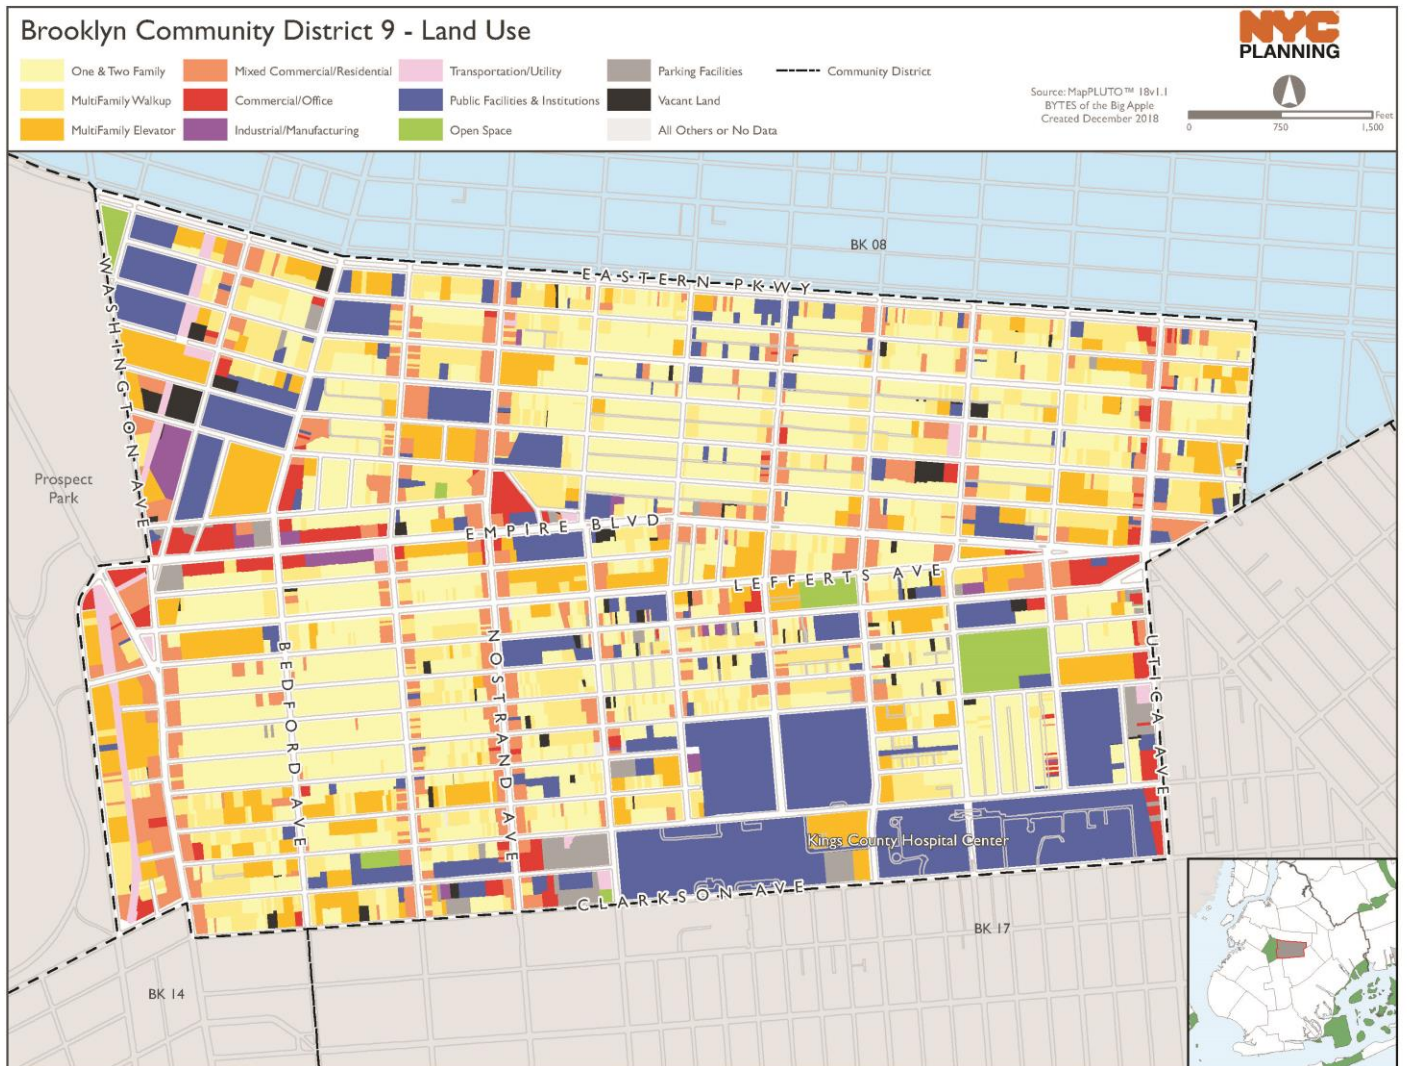 Brooklyn Community District 9 - Land Use
NYC
PLANNING
One & Two Family
Mixed Commercial/Residential
Transportation/Utility
Parking Facilities
Community District
MultiFamily Walkup
Commercial/Office
Public Facilities & Institutions
Vacant Land
MultiFamily Elevator
Industrial/Manufacturing
Open Space
All Others or No Data
Source: MapPLUTO™ 18v1.1
BYTES of the Big Apple
Created December 2018
Feet
0 750 1,500
BK 08
EASTERN PKWY
WASHINGTON AVE
Prospect
Park
EMPIRE BLVD
LEFFERTS AVE
BEDFORD AVE
NOSTRAND AVE
UTICA AVE
Kings County Hospital Center
CLARKSON AVE
BK 17
BK 14